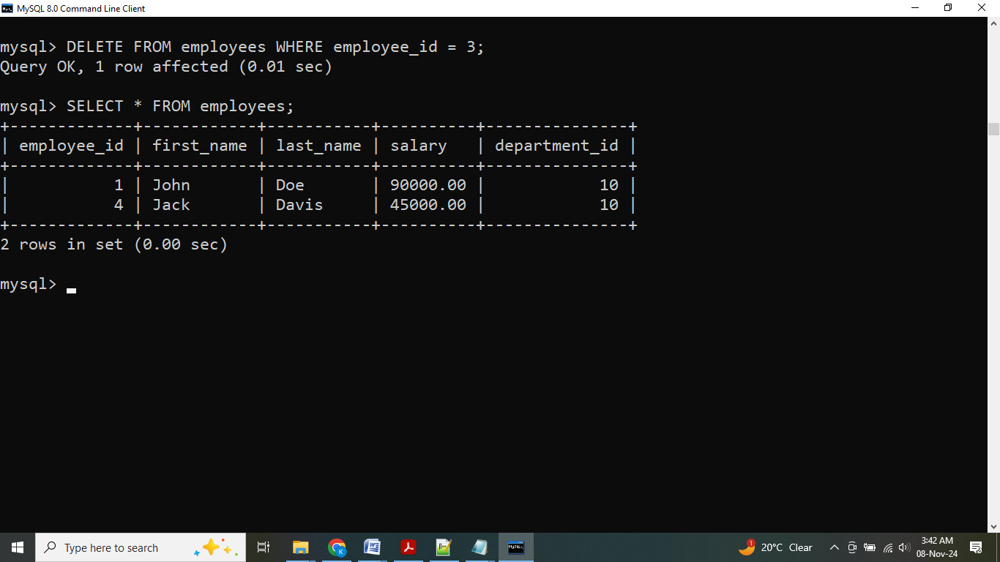 MySQL 8.0 Command Line Client
mysql> DELETE FROM employees WHERE employee_id = 3;
Query OK, 1 row affected (0.01 sec)
mysql> SELECT * FROM employees;
+-------------+------------+-----------+----------+---------------+
| employee_id | first_name | last_name | salary   | department_id |
+-------------+------------+-----------+----------+---------------+
|           1 | John       | Doe       | 90000.00 |            10 |
|           4 | Jack       | Davis     | 45000.00 |            10 |
+-------------+------------+-----------+----------+---------------+
2 rows in set (0.00 sec)
mysql>
Type here to search
K
MySQL
1
20°C Clear
3:42 AM
08-Nov-24